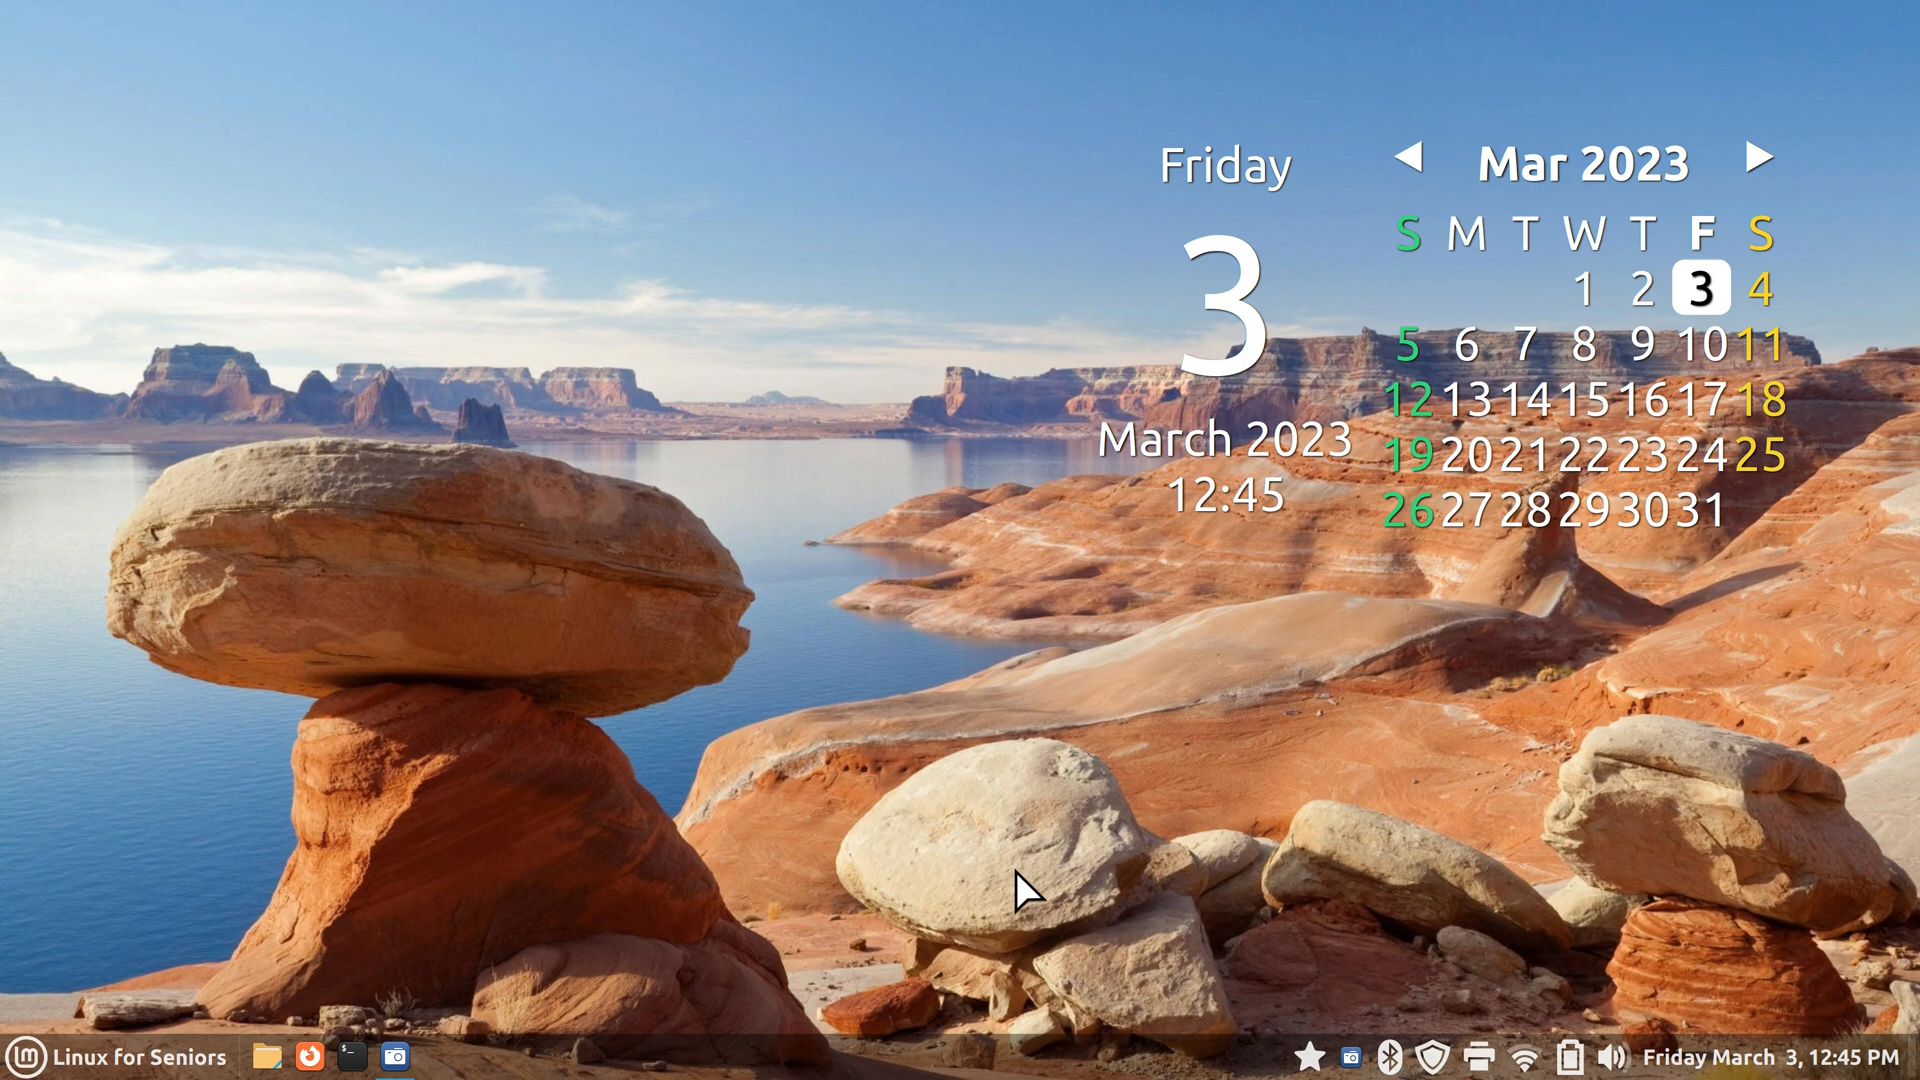 Friday
3
March 2023
12:45
Mar 2023
S M T W T F S
1 2 3 4
5 6 7 8 9 10 11
12 13 14 15 16 17 18
19 20 21 22 23 24 25
26 27 28 29 30 31
Linux for Seniors
$_
Friday March 3, 12:45 PM